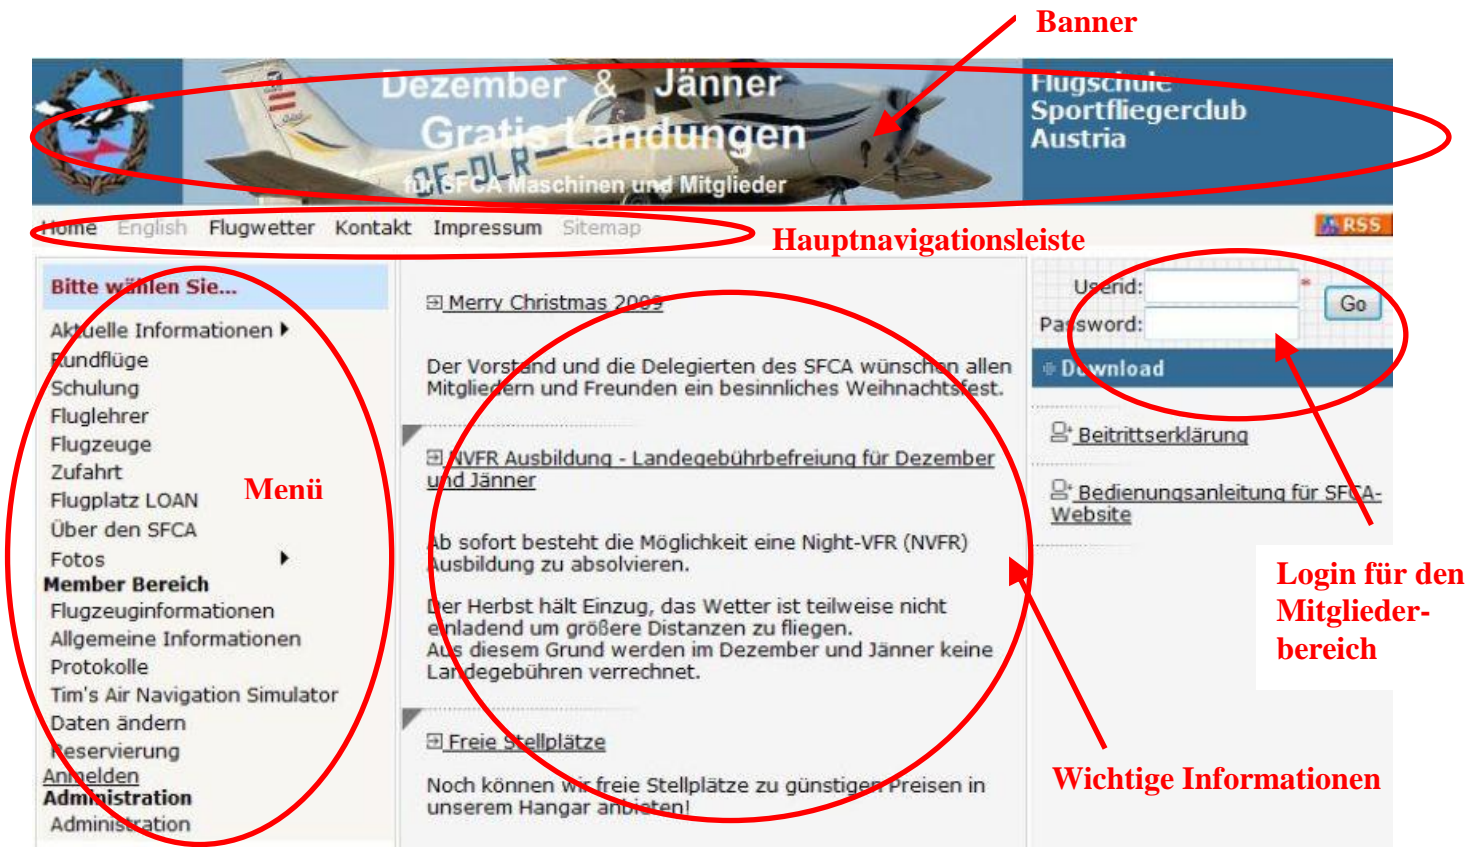 Banner
Dezember & Jänner
Gratis Landungen
für SFCA Maschinen und Mitglieder
OE-DLR
Flugschule
Sportfliegerclub
Austria
Home English Flugwetter Kontakt Impressum Sitemap
Hauptnavigationsleiste
RSS
Bitte wählen Sie...
Aktuelle Informationen
Rundflüge
Schulung
Fluglehrer
Flugzeuge
Zufahrt
Flugplatz LOAN
Über den SFCA
Fotos
Member Bereich
Flugzeuginformationen
Allgemeine Informationen
Protokolle
Tim's Air Navigation Simulator
Daten ändern
Reservierung
Anmelden
Administration
Administration
Menü
Merry Christmas 2009
Der Vorstand und die Delegierten des SFCA wünschen allen
Mitgliedern und Freunden ein besinnliches Weihnachtsfest.
NVFR Ausbildung - Landegebührbefreiung für Dezember
und Jänner
Ab sofort besteht die Möglichkeit eine Night-VFR (NVFR)
Ausbildung zu absolvieren.
Der Herbst hält Einzug, das Wetter ist teilweise nicht
einladend um größere Distanzen zu fliegen.
Aus diesem Grund werden im Dezember und Jänner keine
Landegebühren verrechnet.
Freie Stellplätze
Noch können wir freie Stellplätze zu günstigen Preisen in
unserem Hangar anbieten!
Userid: *
Password:
Go
Download
Beitrittserklärung
Bedienungsanleitung für SFCA-
Website
Login für den
Mitglieder-
bereich
Wichtige Informationen